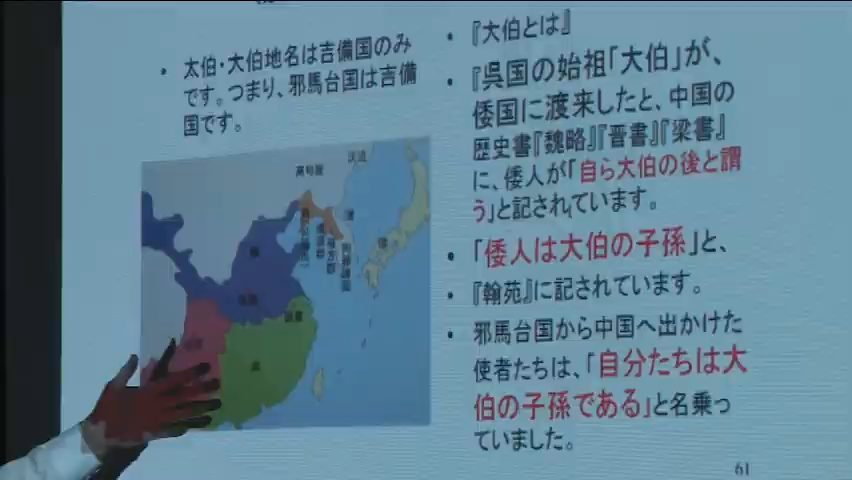 ・太伯・大伯地名は吉備国のみ
です。つまり、邪馬台国は吉備
国です。
高句麗
魏
呉
倭
・『大伯とは』
・『呉国の始祖「大伯」が、
倭国に渡来したと、中国の
歴史書『魏略』『晋書』『梁書』
に、倭人が「自ら大伯の後と謂
う」と記されています。
・「倭人は大伯の子孫」と、
・『翰苑』に記されています。
・邪馬台国から中国へ出かけた
使者たちは、「自分たちは大
伯の子孫である」と名乗っ
ていました。
61